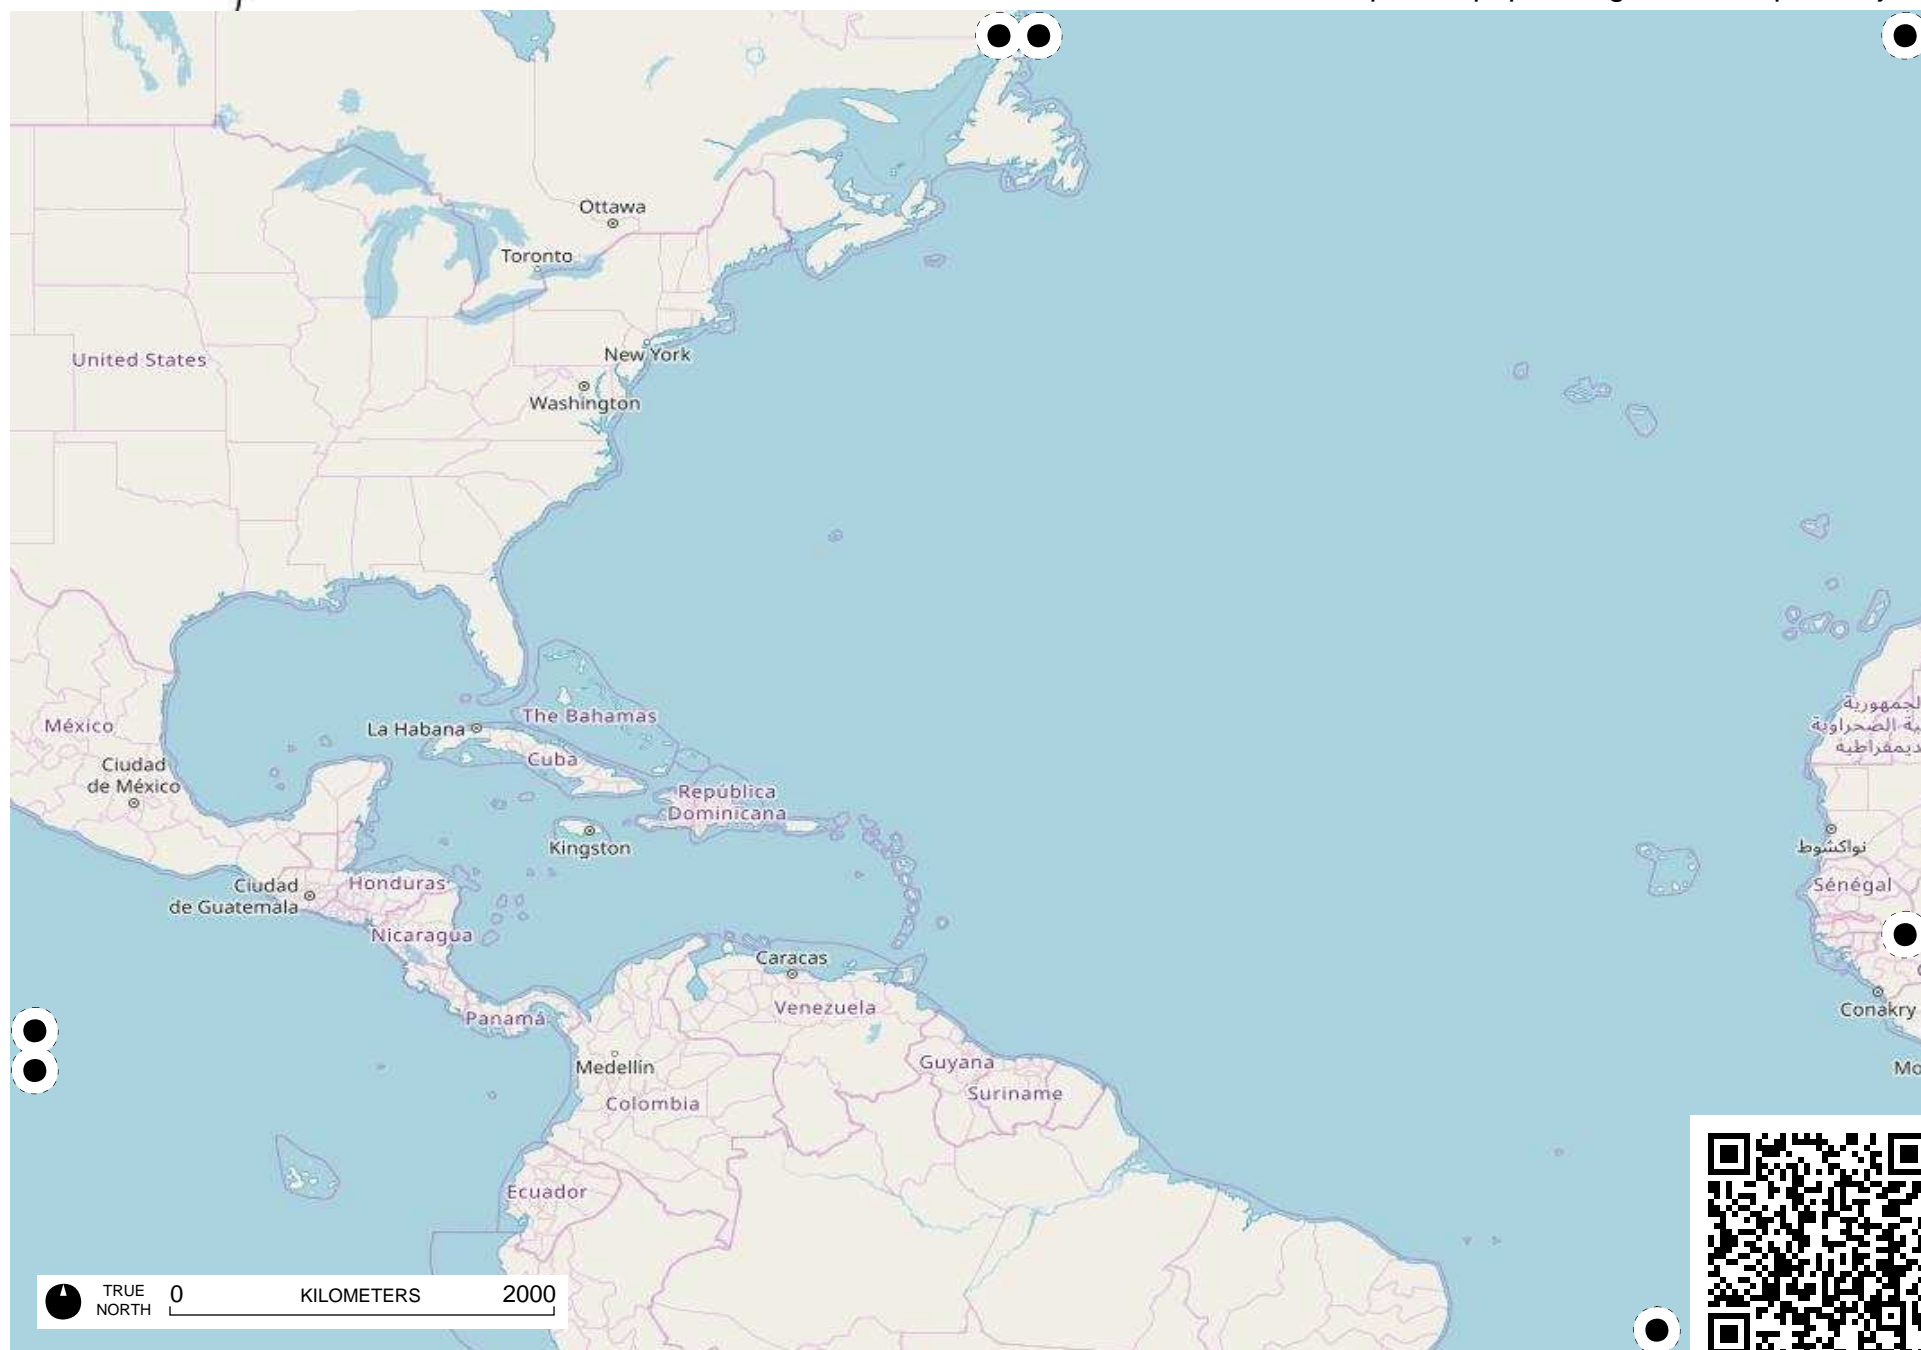 Ottawa
Toronto
New York
United States
Washington
La Habana
The Bahamas
México
Cuba
Ciudad
de México
República
Dominicana
Kingston
نواكشوط
Ciudad
de Guatemala
Honduras
Sénégal
Nicaragua
Caracas
Venezuela
Panamá
Conakry
Medellín
Guyana
Suriname
Colombia
Ecuador
TRUE
NORTH
0 KILOMETERS 2000